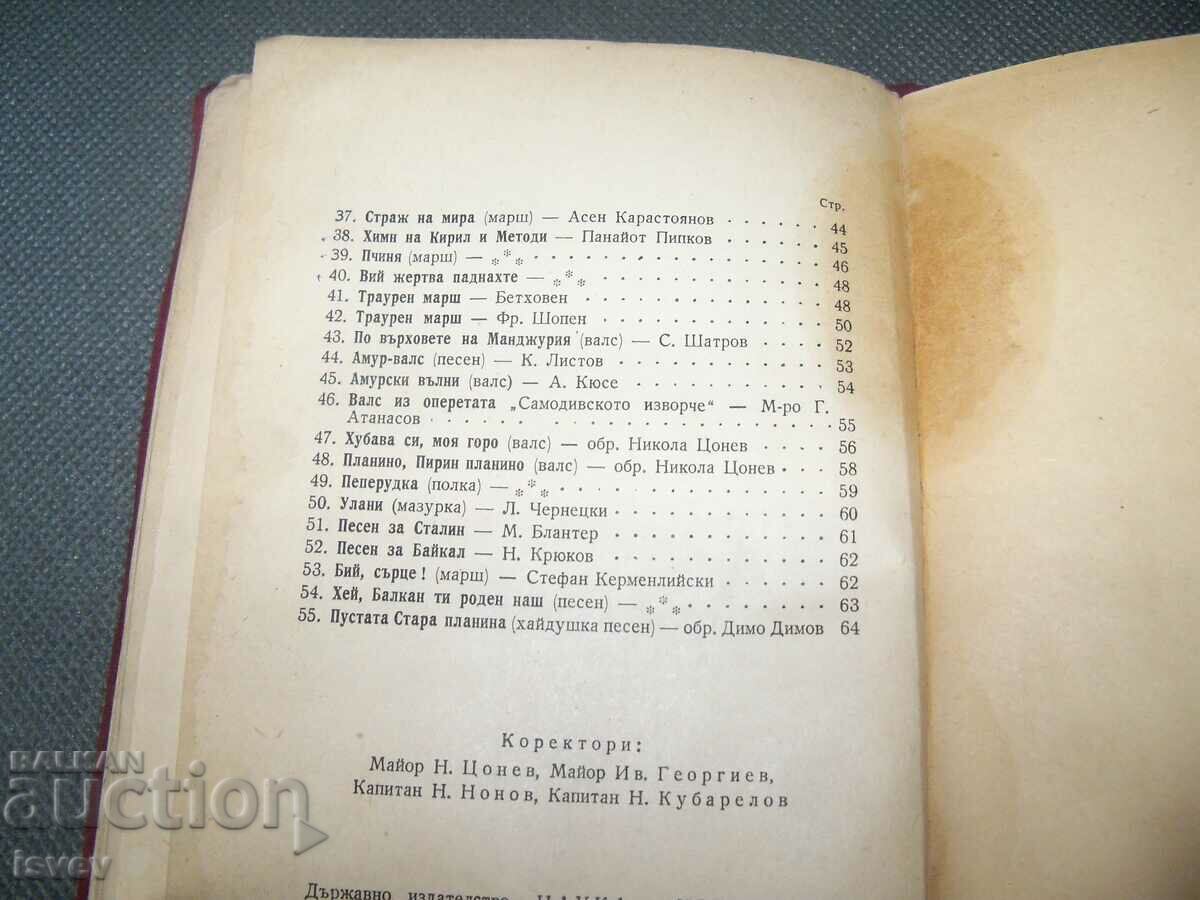 Стр.
37. Страж на мира (марш) — Асен Карастоянов 44
38. Химн на Кирил и Методи — Панайот Пипков 45
39. Пчиня (марш) — *** 46
40. Вий жертва паднахте — *** 48
41. Траурен марш — Бетховен 48
42. Траурен марш — Фр. Шопен 50
43. По върховете на Манджурия (валс) — С. Шатров 52
44. Амур-валс (песен) — К. Листов 53
45. Амурски вълни (валс) — А. Кюсе 54
46. Валс из оперетата „Самодивското изворче“ — М-ро Г.
Атанасов 55
47. Хубава си, моя горо (валс) — обр. Никола Цонев 56
48. Планино, Пирин планино (валс) — обр. Никола Цонев 58
49. Пеперудка (полка) — *** 59
50. Улани (мазурка) — Л. Чернецки 60
51. Песен за Сталин — М. Блантер 61
52. Песен за Байкал — Н. Крюков 62
53. Бий, сърце! (марш) — Стефан Керменлийски 62
54. Хей, Балкан ти роден наш (песен) — *** 63
55. Пустата Стара планина (хайдушка песен) — обр. Димо Димов 64
Коректори:
Майор Н. Цонев, Майор Ив. Георгиев,
Капитан Н. Нонов, Капитан Н. Кубарелов
Държавно издателство
BALKAN
auction
isvev